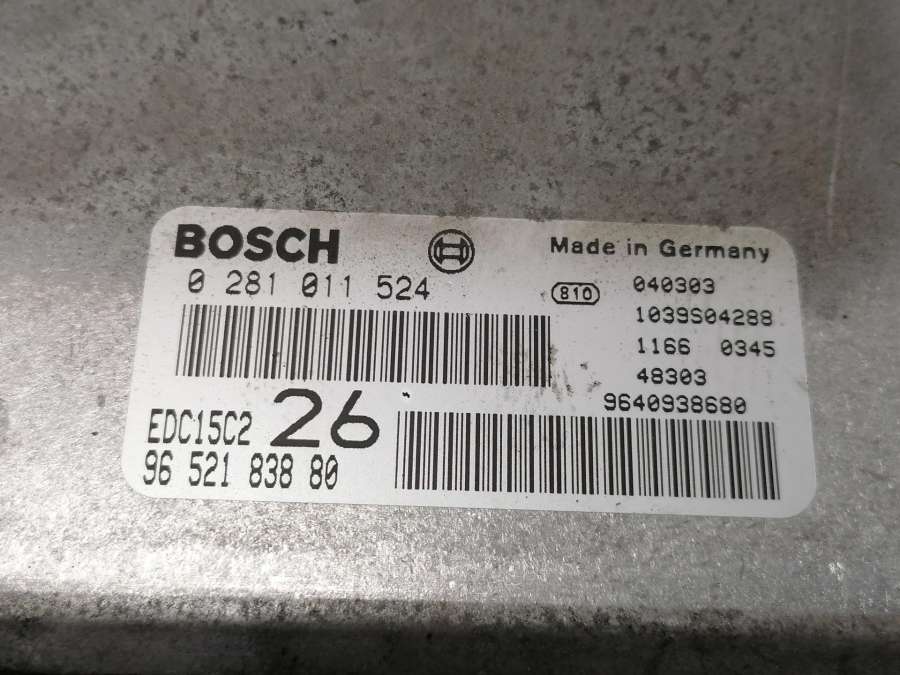 BOSCH
Made in Germany
0 281 011 524
810
040303
1039S04288
1166 0345
48303
9640938680
EDC15C2
26
96 521 838 80